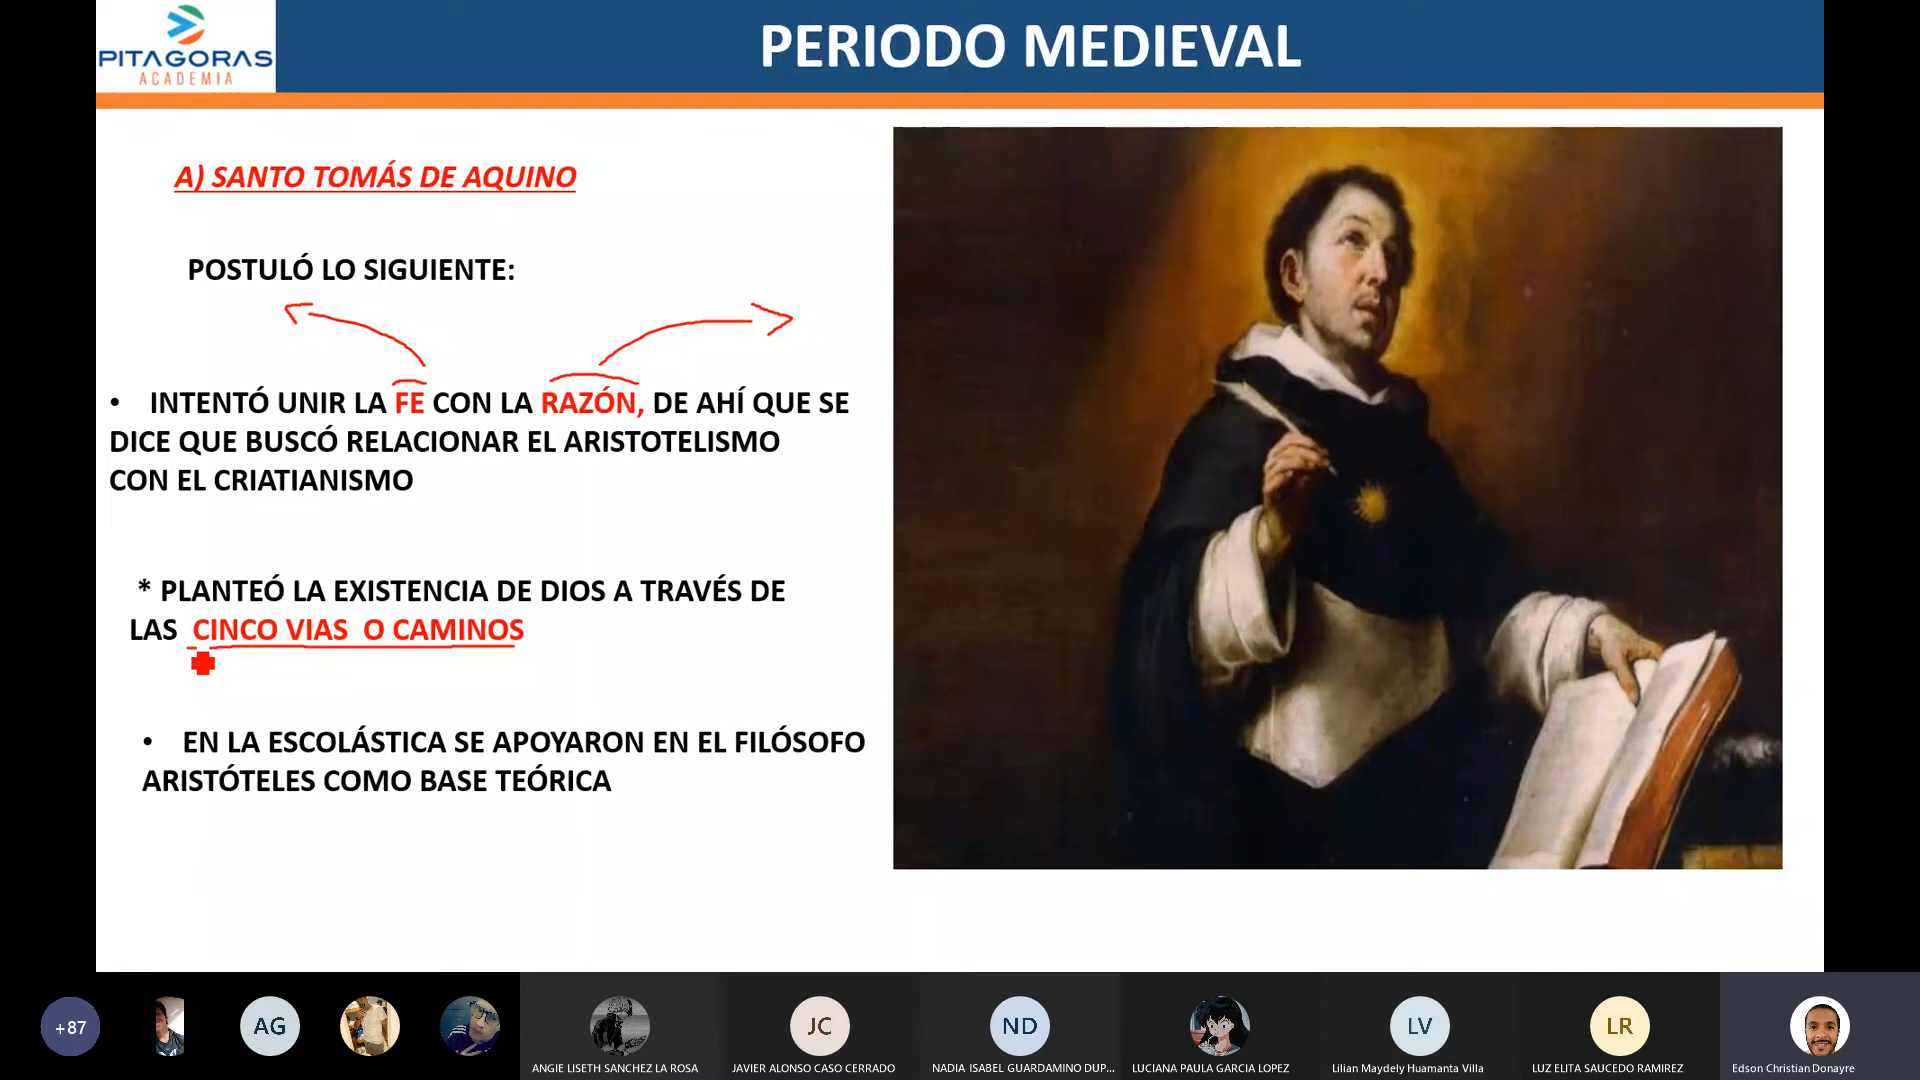 PITAGORAS
ACADEMIA
PERIODO MEDIEVAL
A) SANTO TOMÁS DE AQUINO
POSTULÓ LO SIGUIENTE:
• INTENTÓ UNIR LA FE CON LA RAZÓN, DE AHÍ QUE SE
DICE QUE BUSCÓ RELACIONAR EL ARISTOTELISMO
CON EL CRIATIANISMO
* PLANTEÓ LA EXISTENCIA DE DIOS A TRAVÉS DE
LAS CINCO VIAS O CAMINOS
• EN LA ESCOLÁSTICA SE APOYARON EN EL FILÓSOFO
ARISTÓTELES COMO BASE TEÓRICA
+87
AG
JC
ND
LV
LR
ANGIE LISETH SANCHEZ LA ROSA
JAVIER ALONSO CASO CERRADO
NADIA ISABEL GUARDAMINO DUP...
LUCIANA PAULA GARCIA LOPEZ
Lilian Maydely Huamanta Villa
LUZ ELITA SAUCEDO RAMIREZ
Edson Christian Donayre